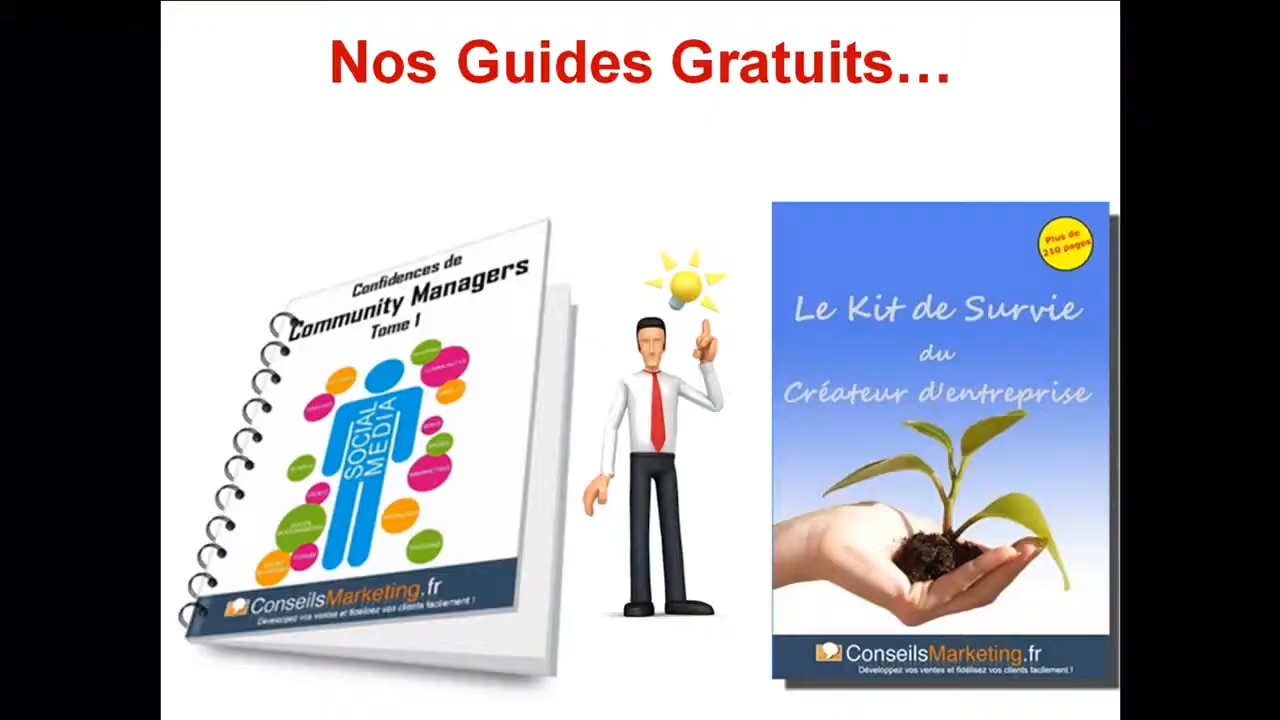 Nos Guides Gratuits…
Confidences de
Community Managers
Tome I
SOCIAL
MEDIA
ConseilsMarketing.fr
Développez vos ventes et fidélisez vos clients facilement !
Plus de
210 pages
Le Kit de Survie
du
Créateur d'entreprise
ConseilsMarketing.fr
Développez vos ventes et fidélisez vos clients facilement !